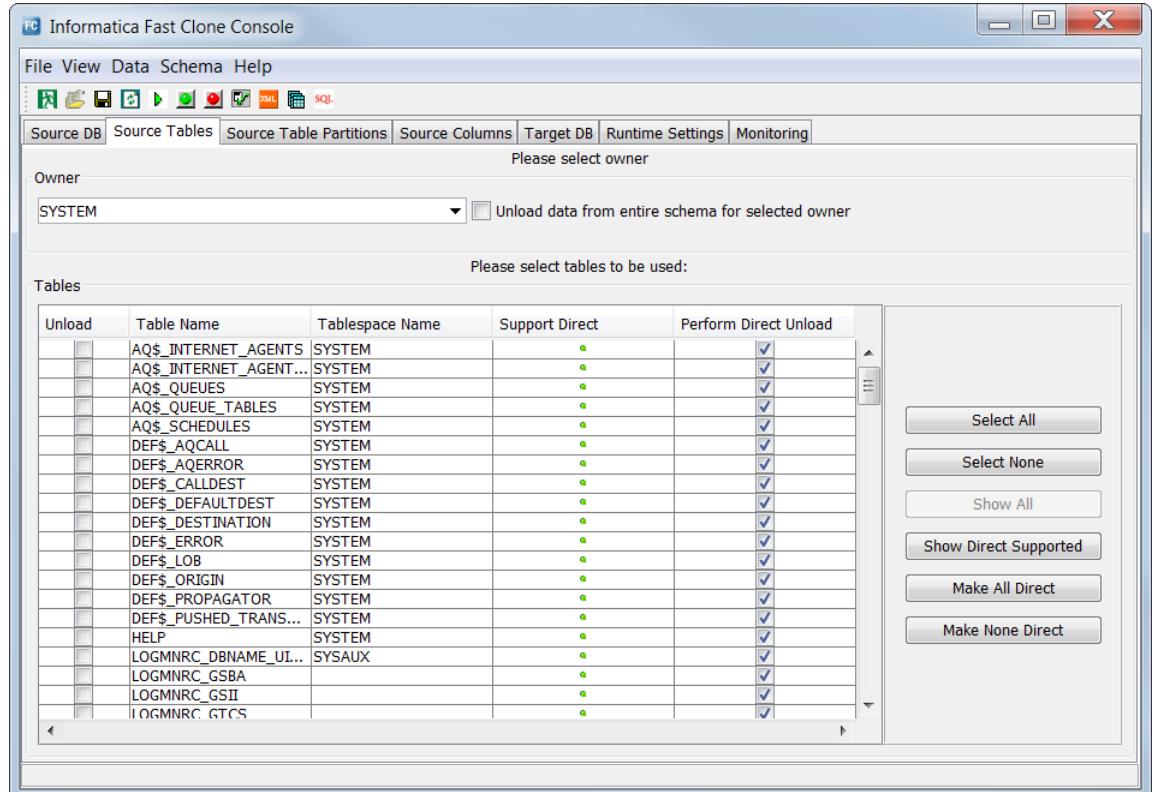 FC Informatica Fast Clone Console
File View Data Schema Help
XML SQL
Source DB Source Tables Source Table Partitions Source Columns Target DB Runtime Settings Monitoring
Please select owner
Owner
SYSTEM Unload data from entire schema for selected owner
Please select tables to be used:
Tables
Unload Table Name Tablespace Name Support Direct Perform Direct Unload
AQ$_INTERNET_AGENTS SYSTEM
AQ$_INTERNET_AGENT... SYSTEM
AQ$_QUEUES SYSTEM
AQ$_QUEUE_TABLES SYSTEM
AQ$_SCHEDULES SYSTEM
DEF$_AQCALL SYSTEM
DEF$_AQERROR SYSTEM
DEF$_CALLDEST SYSTEM
DEF$_DEFAULTDEST SYSTEM
DEF$_DESTINATION SYSTEM
DEF$_ERROR SYSTEM
DEF$_LOB SYSTEM
DEF$_ORIGIN SYSTEM
DEF$_PROPAGATOR SYSTEM
DEF$_PUSHED_TRANS... SYSTEM
HELP SYSTEM
LOGMNRC_DBNAME_UI... SYSAUX
LOGMNRC_GSBA
LOGMNRC_GSII
LOGMNRC_GTCS
Select All
Select None
Show All
Show Direct Supported
Make All Direct
Make None Direct